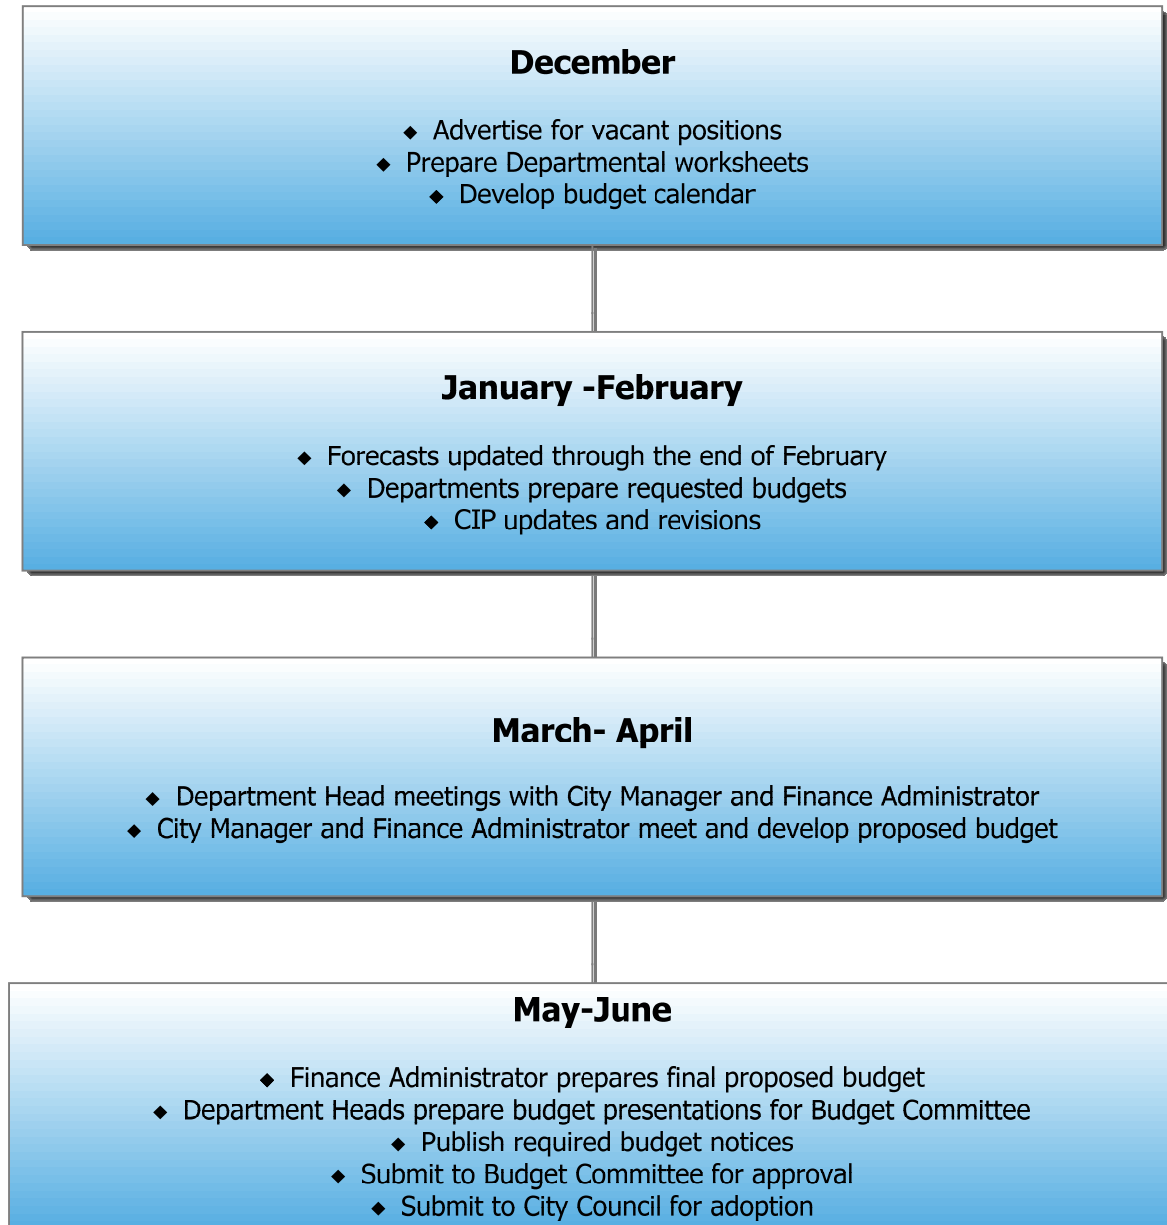 December
◆ Advertise for vacant positions
◆ Prepare Departmental worksheets
◆ Develop budget calendar
January -February
◆ Forecasts updated through the end of February
◆ Departments prepare requested budgets
◆ CIP updates and revisions
March- April
◆ Department Head meetings with City Manager and Finance Administrator
◆ City Manager and Finance Administrator meet and develop proposed budget
May-June
◆ Finance Administrator prepares final proposed budget
◆ Department Heads prepare budget presentations for Budget Committee
◆ Publish required budget notices
◆ Submit to Budget Committee for approval
◆ Submit to City Council for adoption